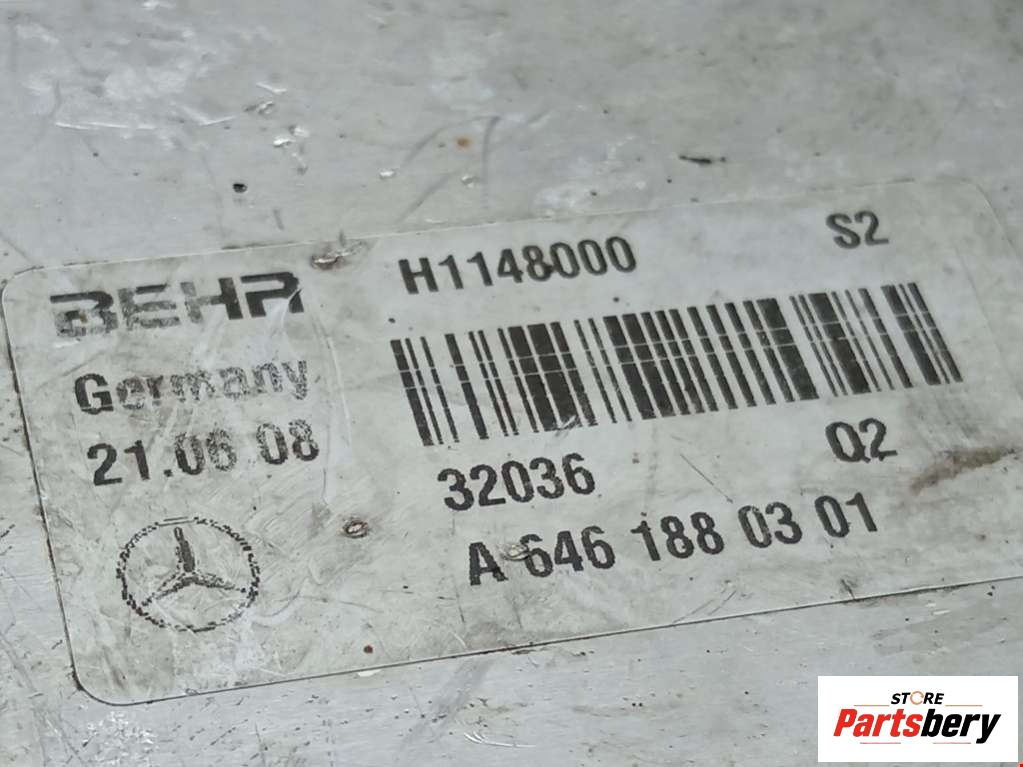 BEHR
H1148000
S2
Germany
21.06 08
32036
Q2
A 646 188 03 01
STORE
Partsbery